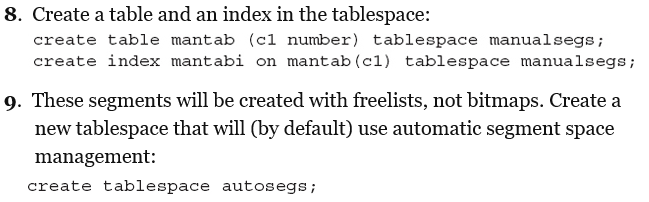 8. Create a table and an index in the tablespace:
create table mantab (c1 number) tablespace manualsegs;
create index mantabi on mantab(c1) tablespace manualsegs;
9. These segments will be created with freelists, not bitmaps. Create a
new tablespace that will (by default) use automatic segment space
management:
create tablespace autosegs;